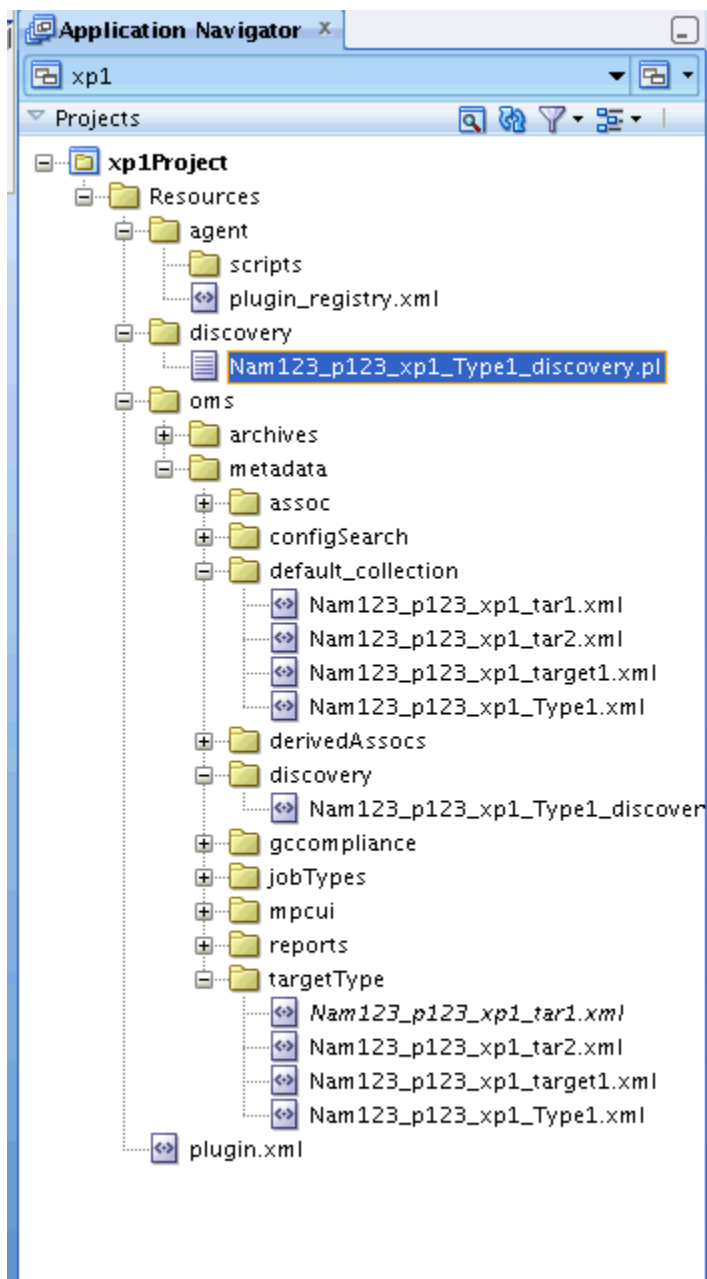 Application Navigator
xp1
Projects
xp1Project
Resources
agent
scripts
plugin_registry.xml
discovery
Nam123_p123_xp1_Type1_discovery.pl
oms
archives
metadata
assoc
configSearch
default_collection
Nam123_p123_xp1_tar1.xml
Nam123_p123_xp1_tar2.xml
Nam123_p123_xp1_target1.xml
Nam123_p123_xp1_Type1.xml
derivedAssocs
discovery
Nam123_p123_xp1_Type1_discover
gccompliance
jobTypes
mpcui
reports
targetType
Nam123_p123_xp1_tar1.xml
Nam123_p123_xp1_tar2.xml
Nam123_p123_xp1_target1.xml
Nam123_p123_xp1_Type1.xml
plugin.xml